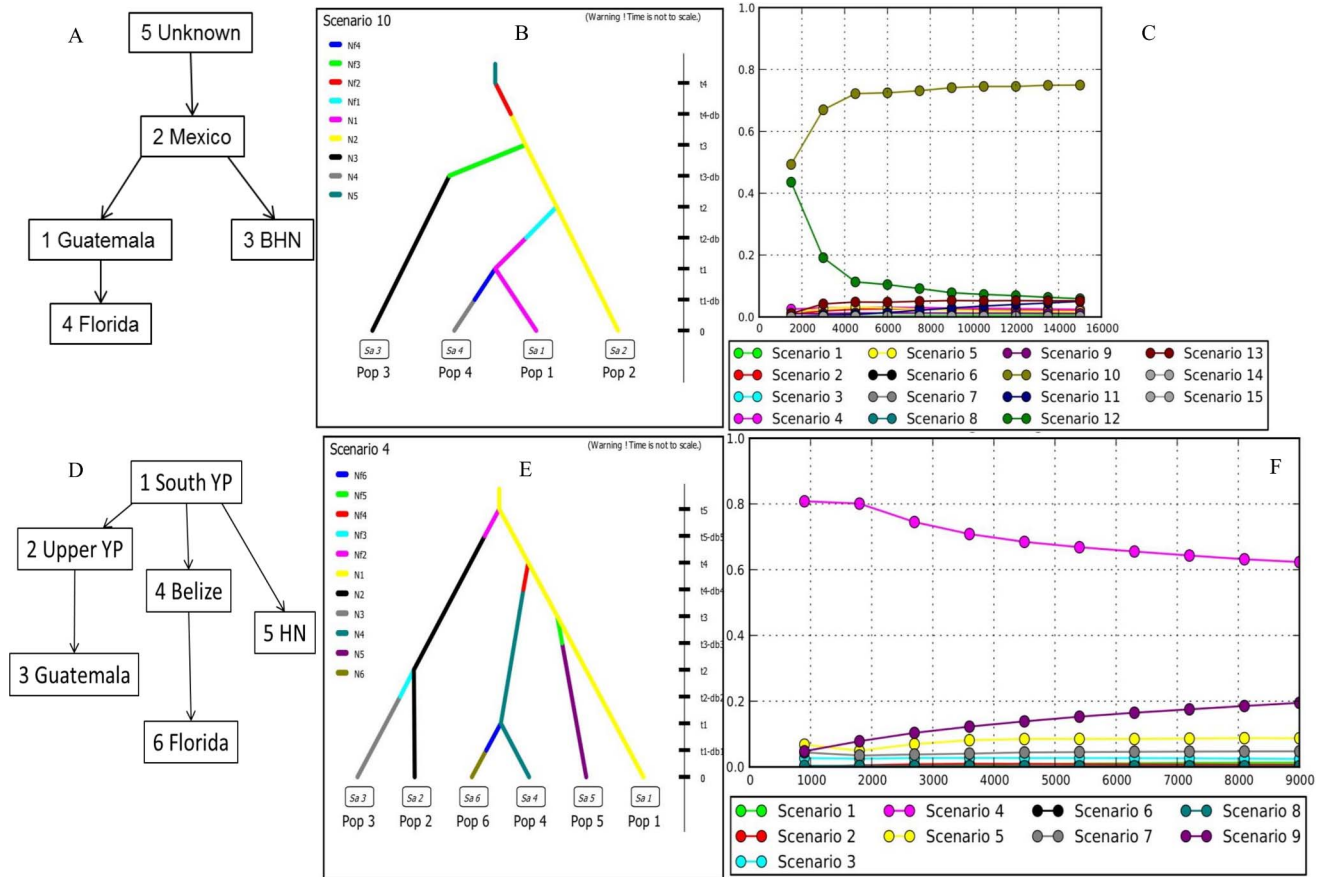 A
5 Unknown
2 Mexico
1 Guatemala
3 BHN
4 Florida
Scenario 10
(Warning ! Time is not to scale.)
B
Nf4
Nf3
Nf2
Nf1
N1
N2
N3
N4
N5
t4
t4-db
t3
t3-db
t2
t2-db
t1
t1-db
0
Sa 3 Sa 4 Sa 1 Sa 2
Pop 3 Pop 4 Pop 1 Pop 2
C
1.0
0.8
0.6
0.4
0.2
0.0
0 2000 4000 6000 8000 10000 12000 14000 16000
Scenario 1 Scenario 5 Scenario 9 Scenario 13
Scenario 2 Scenario 6 Scenario 10 Scenario 14
Scenario 3 Scenario 7 Scenario 11 Scenario 15
Scenario 4 Scenario 8 Scenario 12
D
1 South YP
2 Upper YP
4 Belize
5 HN
3 Guatemala
6 Florida
Scenario 4
(Warning ! Time is not to scale.)
E
Nf6
Nf5
Nf4
Nf3
Nf2
N1
N2
N3
N4
N5
N6
t5
t5-db5
t4
t4-db4
t3
t3-db3
t2
t2-db2
t1
t1-db1
0
Sa 3 Sa 2 Sa 6 Sa 4 Sa 5 Sa 1
Pop 3 Pop 2 Pop 6 Pop 4 Pop 5 Pop 1
F
1.0
0.8
0.6
0.4
0.2
0.0
1000 2000 3000 4000 5000 6000 7000 8000 9000
Scenario 1 Scenario 4 Scenario 6 Scenario 8
Scenario 2 Scenario 5 Scenario 7 Scenario 9
Scenario 3